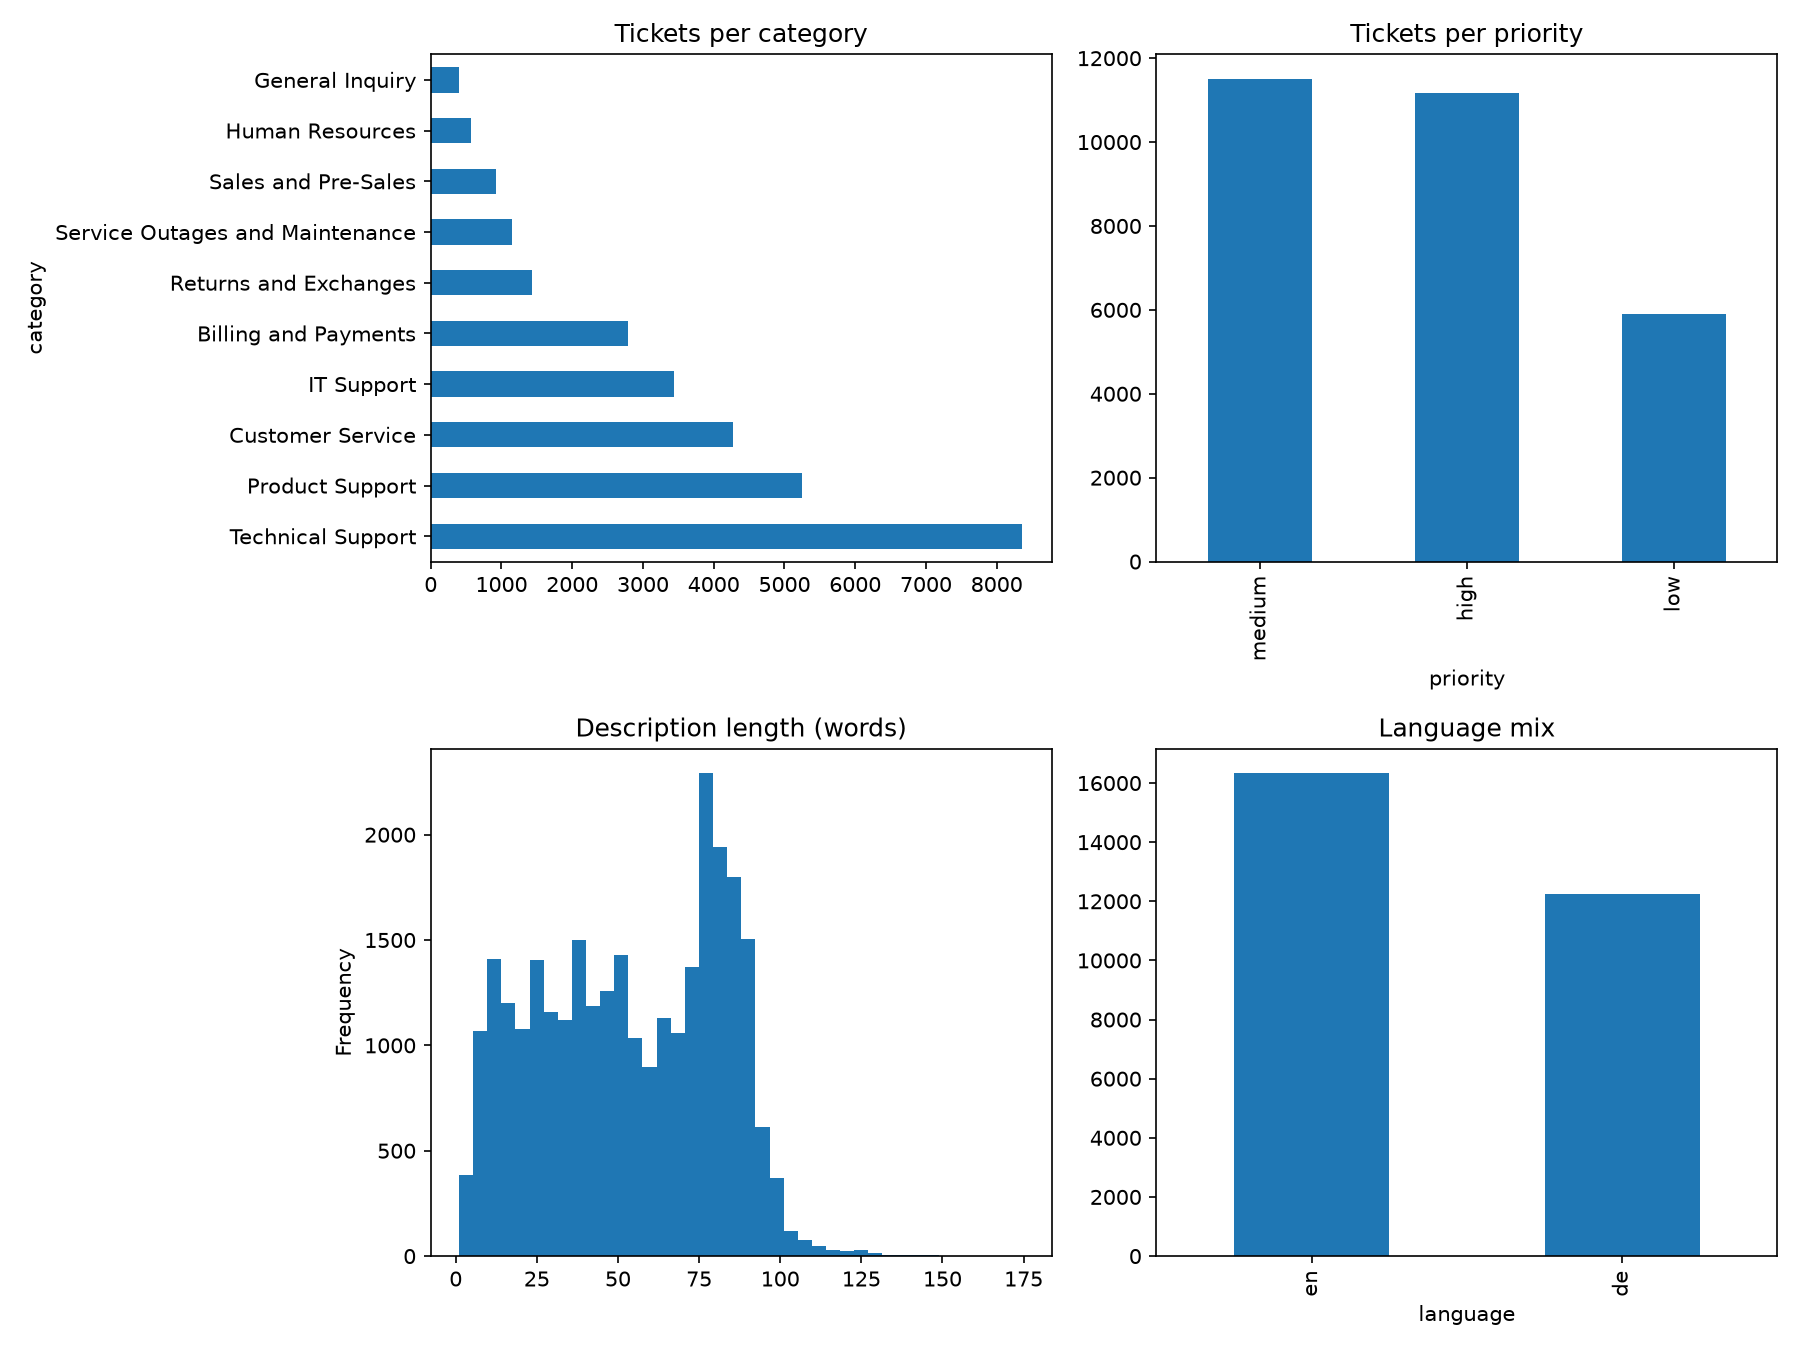 Tickets per category
General Inquiry
Human Resources
Sales and Pre-Sales
Service Outages and Maintenance
Returns and Exchanges
Billing and Payments
IT Support
Customer Service
Product Support
Technical Support
category
0 1000 2000 3000 4000 5000 6000 7000 8000
Tickets per priority
12000
10000
8000
6000
4000
2000
0
medium high low
priority
Description length (words)
2000
1500
1000
500
0
Frequency
0 25 50 75 100 125 150 175
Language mix
16000
14000
12000
10000
8000
6000
4000
2000
0
en de
language